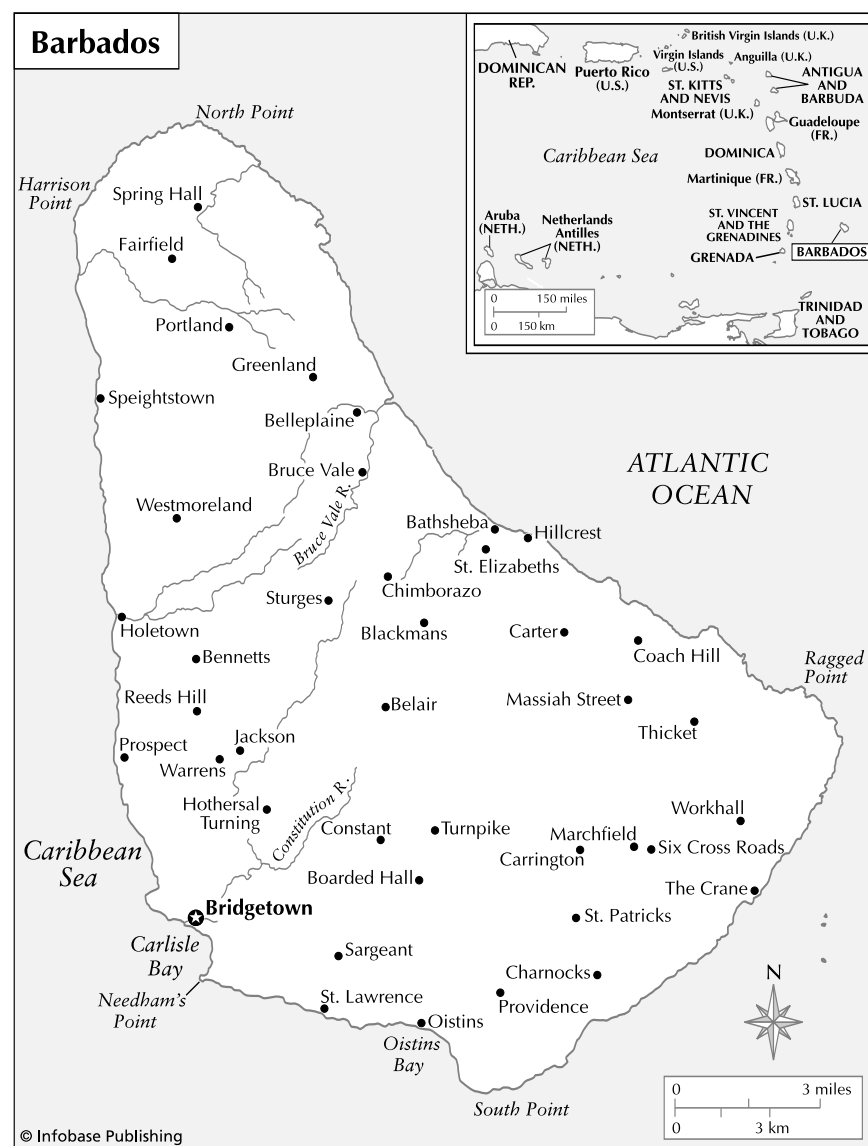 Barbados
British Virgin Islands (U.K.)
Virgin Islands
(U.S.)
Anguilla (U.K.)
DOMINICAN
REP.
Puerto Rico
(U.S.)
ST. KITTS
AND NEVIS
ANTIGUA
AND
BARBUDA
Montserrat (U.K.)
Guadeloupe
(FR.)
Caribbean Sea
DOMINICA
Martinique (FR.)
ST. LUCIA
ST. VINCENT
AND THE
GRENADINES
Aruba
(NETH.)
Netherlands
Antilles
(NETH.)
GRENADA
BARBADOS
0 150 miles
0 150 km
TRINIDAD
AND
TOBAGO
North Point
Harrison
Point
Spring Hall
Fairfield
Portland
Greenland
Speightstown
Belleplaine
ATLANTIC
OCEAN
Bruce Vale
Westmoreland
Bruce Vale R.
Bathsheba
Hillcrest
St. Elizabeths
Chimborazo
Sturges
Holetown
Blackmans
Carter
Coach Hill
Bennetts
Ragged
Point
Reeds Hill
Belair
Massiah Street
Thicket
Prospect
Jackson
Warrens
Hothersal
Turning
Constitution R.
Constant
Turnpike
Workhall
Marchfield
Carrington
Six Cross Roads
Caribbean
Sea
Boarded Hall
The Crane
Bridgetown
St. Patricks
Carlisle
Bay
Sargeant
Charnocks
Needham's
Point
St. Lawrence
Providence
Oistins
Oistins
Bay
South Point
N
0 3 miles
0 3 km
© Infobase Publishing